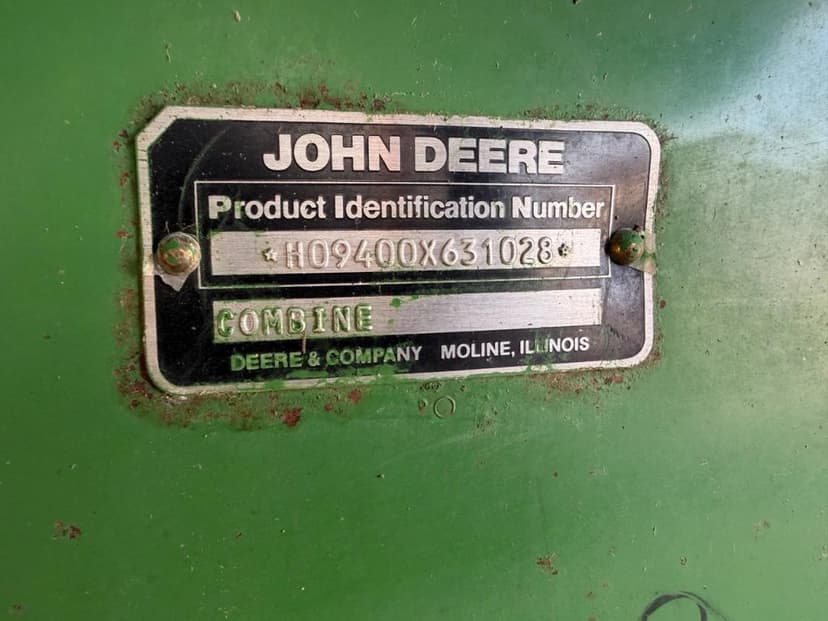 JOHN DEERE
Product Identification Number
*H09400X631028*
COMBINE
DEERE & COMPANY MOLINE, ILLINOIS